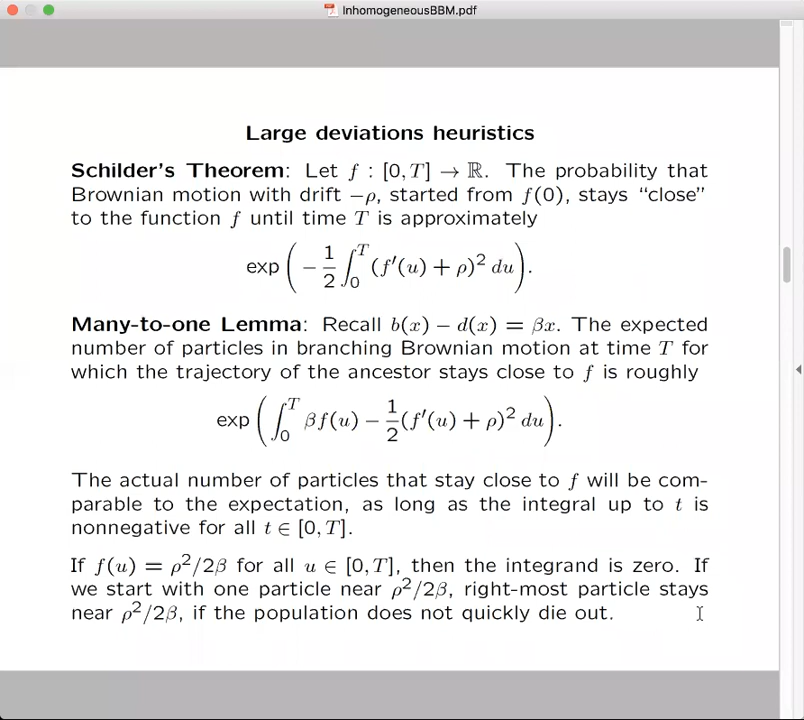 InhomogeneousBBM.pdf
Large deviations heuristics
Schilder's Theorem: Let f : [0, T] → ℝ. The probability that
Brownian motion with drift −ρ, started from f(0), stays "close"
to the function f until time T is approximately
exp ( − 1/2 ∫₀ᵀ (f′(u) + ρ)² du ).
Many-to-one Lemma: Recall b(x) − d(x) = βx. The expected
number of particles in branching Brownian motion at time T for
which the trajectory of the ancestor stays close to f is roughly
exp ( ∫₀ᵀ βf(u) − 1/2 (f′(u) + ρ)² du ).
The actual number of particles that stay close to f will be com-
parable to the expectation, as long as the integral up to t is
nonnegative for all t ∈ [0, T].
If f(u) = ρ²/2β for all u ∈ [0, T], then the integrand is zero. If
we start with one particle near ρ²/2β, right-most particle stays
near ρ²/2β, if the population does not quickly die out.